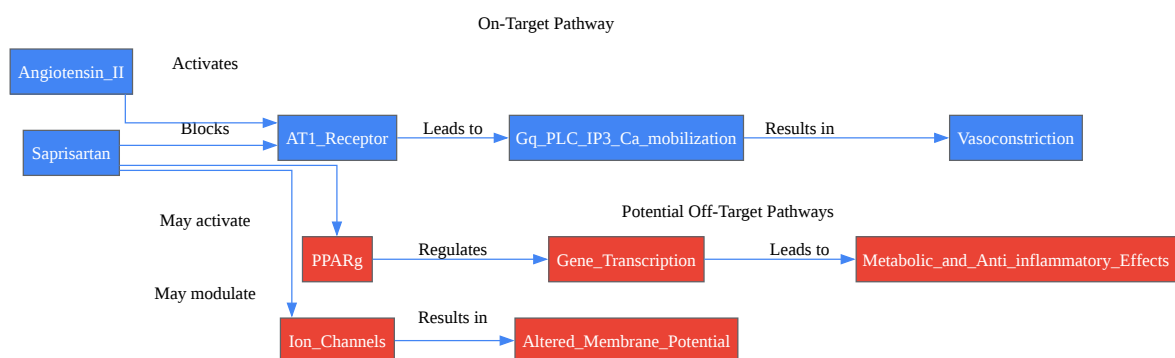 On-Target Pathway
Angiotensin_II
Activates
Saprisartan
Blocks
AT1_Receptor
Leads to
Gq_PLC_IP3_Ca_mobilization
Results in
Vasoconstriction
Potential Off-Target Pathways
May activate
PPARg
Regulates
Gene_Transcription
Leads to
Metabolic_and_Anti_inflammatory_Effects
May modulate
Ion_Channels
Results in
Altered_Membrane_Potential